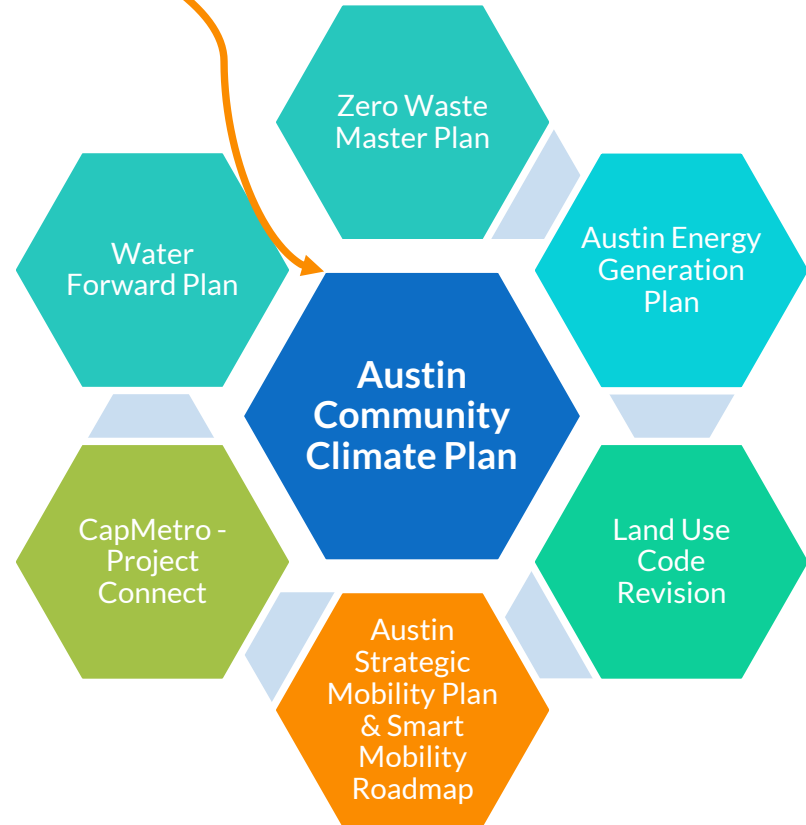 Zero Waste
Master Plan
Water
Forward Plan
Austin Energy
Generation
Plan
Austin
Community
Climate Plan
CapMetro -
Project
Connect
Land Use
Code
Revision
Austin
Strategic
Mobility Plan
& Smart
Mobility
Roadmap